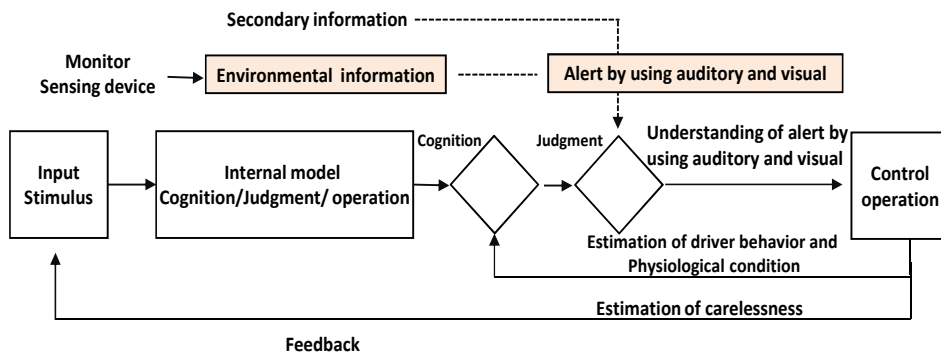 Secondary information
Monitor
Sensing device
Environmental information
Alert by using auditory and visual
Cognition
Judgment
Understanding of alert by
using auditory and visual
Input
Stimulus
Internal model
Cognition/Judgment/ operation
Control
operation
Estimation of driver behavior and
Physiological condition
Estimation of carelessness
Feedback